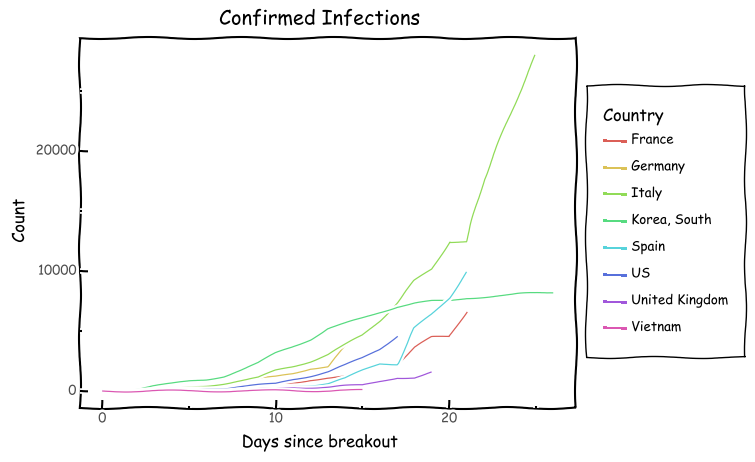 Confirmed Infections
Count
20000
10000
0
0
10
20
Days since breakout
Country
France
Germany
Italy
Korea, South
Spain
US
United Kingdom
Vietnam